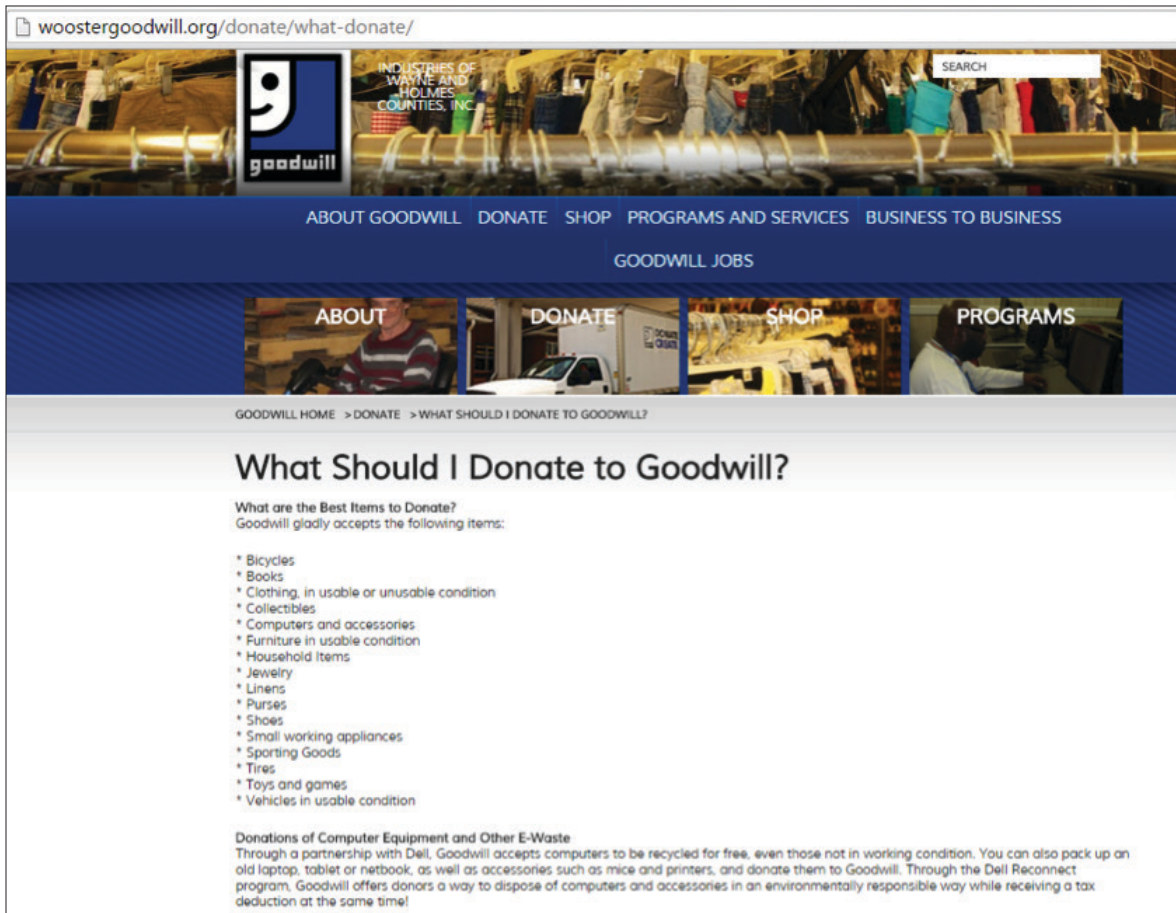 woostergoodwill.org/donate/what-donate/
INDUSTRIES OF
WAYNE AND
HOLMES
COUNTIES, INC.
SEARCH
goodwill
ABOUT GOODWILL DONATE SHOP PROGRAMS AND SERVICES BUSINESS TO BUSINESS
GOODWILL JOBS
ABOUT DONATE SHOP PROGRAMS
DONATE
CREATE
GOODWILL HOME > DONATE > WHAT SHOULD I DONATE TO GOODWILL?
What Should I Donate to Goodwill?
What are the Best Items to Donate?
Goodwill gladly accepts the following items:
* Bicycles
* Books
* Clothing, in usable or unusable condition
* Collectibles
* Computers and accessories
* Furniture in usable condition
* Household Items
* Jewelry
* Linens
* Purses
* Shoes
* Small working appliances
* Sporting Goods
* Tires
* Toys and games
* Vehicles in usable condition
Donations of Computer Equipment and Other E-Waste
Through a partnership with Dell, Goodwill accepts computers to be recycled for free, even those not in working condition. You can also pack up an
old laptop, tablet or netbook, as well as accessories such as mice and printers, and donate them to Goodwill. Through the Dell Reconnect
program, Goodwill offers donors a way to dispose of computers and accessories in an environmentally responsible way while receiving a tax
deduction at the same time!